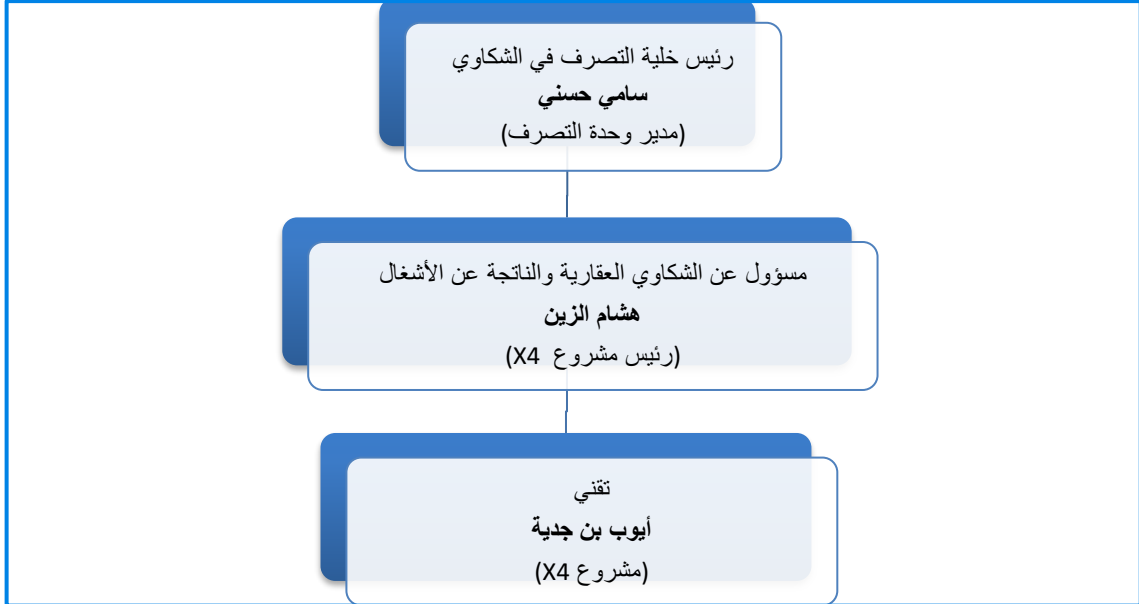 رئيس خلية التصرف في الشكاوي
سامي حسني
(مدير وحدة التصرف)
مسؤول عن الشكاوي العقارية والناتجة عن الأشغال
هشام الزين
(رئيس مشروع X4)
تقني
أيوب بن جدية
(مشروع X4)